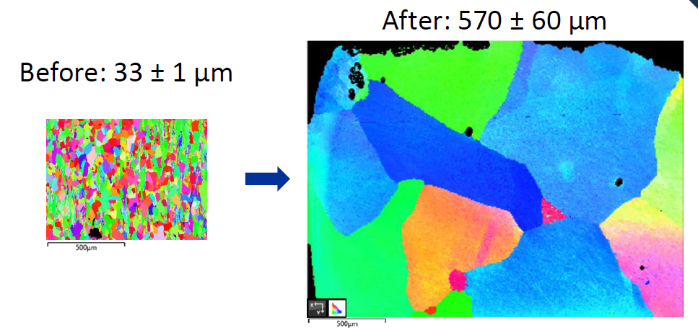 After: 570 ± 60 µm
Before: 33 ± 1 µm
500µm
500µm